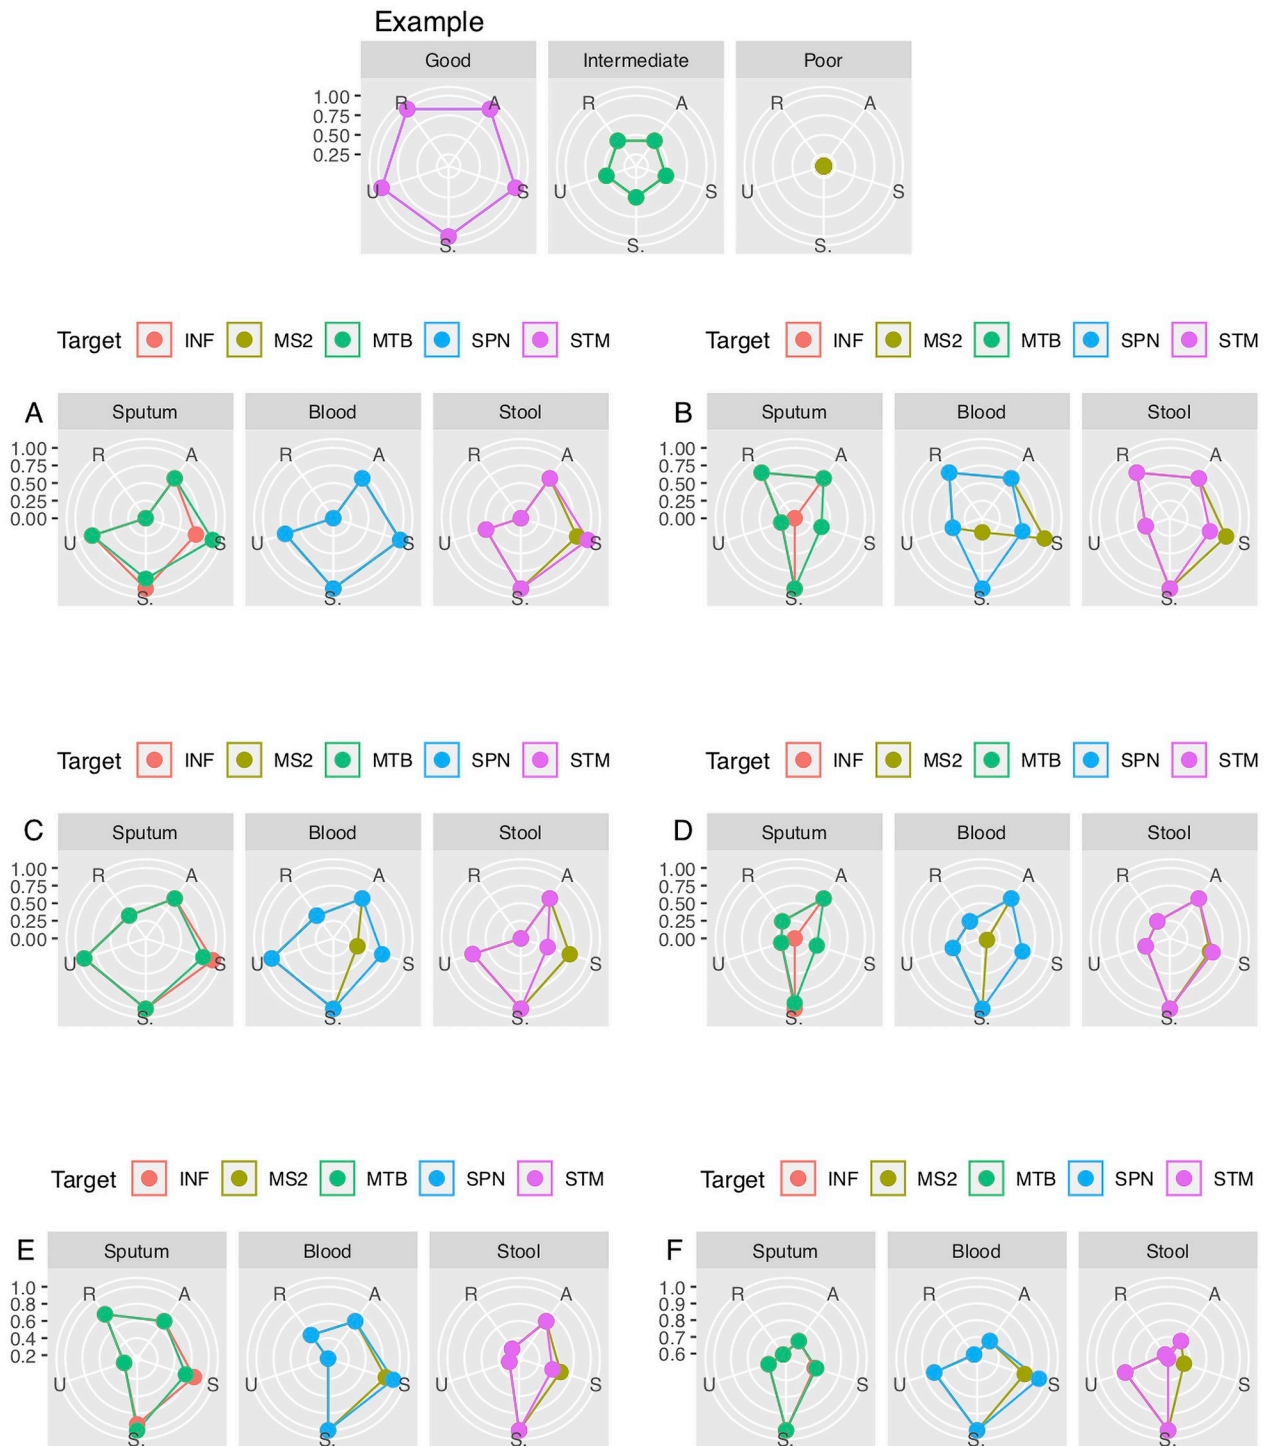 Example
Good Intermediate Poor
R A R A R A
1.00
0.75
0.50
0.25
U S U S U S
S. S. S.
Target INF MS2 MTB SPN STM
Target INF MS2 MTB SPN STM
A Sputum Blood Stool
R A R A R A
1.00
0.75
0.50
0.25
0.00
U S U S U S
S. S. S.
B Sputum Blood Stool
R A R A R A
1.00
0.75
0.50
0.25
0.00
U S U S U S
S. S. S.
Target INF MS2 MTB SPN STM
Target INF MS2 MTB SPN STM
C Sputum Blood Stool
R A R A R A
1.00
0.75
0.50
0.25
0.00
U S U S U S
S. S. S.
D Sputum Blood Stool
R A R A R A
1.00
0.75
0.50
0.25
0.00
U S U S U S
S. S. S.
Target INF MS2 MTB SPN STM
Target INF MS2 MTB SPN STM
E Sputum Blood Stool
R A R A R A
1.0
0.8
0.6
0.4
0.2
U S U S U S
S. S. S.
F Sputum Blood Stool
R A R A R A
1.0
0.9
0.8
0.7
0.6
U S U S U S
S. S. S.